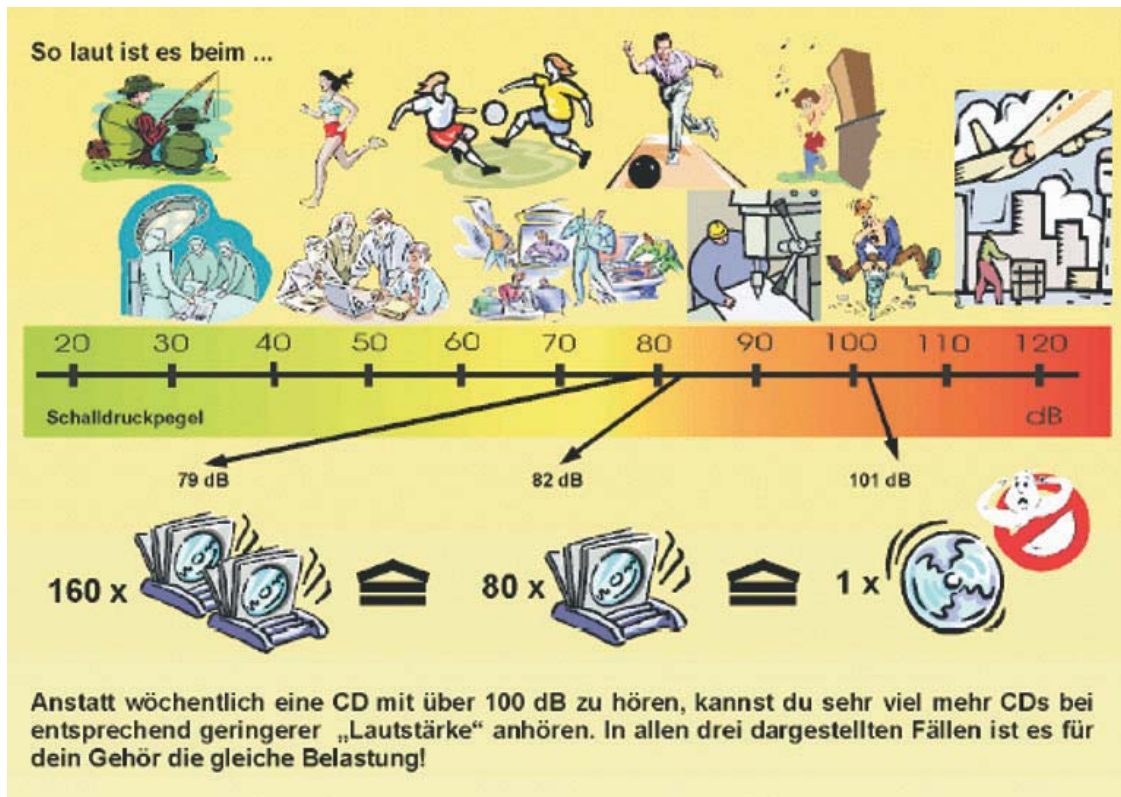 So laut ist es beim ...
20 30 40 50 60 70 80 90 100 110 120
Schalldruckpegel dB
79 dB 82 dB 101 dB
160 x 80 x 1 x
Anstatt wöchentlich eine CD mit über 100 dB zu hören, kannst du sehr viel mehr CDs bei
entsprechend geringerer „Lautstärke“ anhören. In allen drei dargestellten Fällen ist es für
dein Gehör die gleiche Belastung!